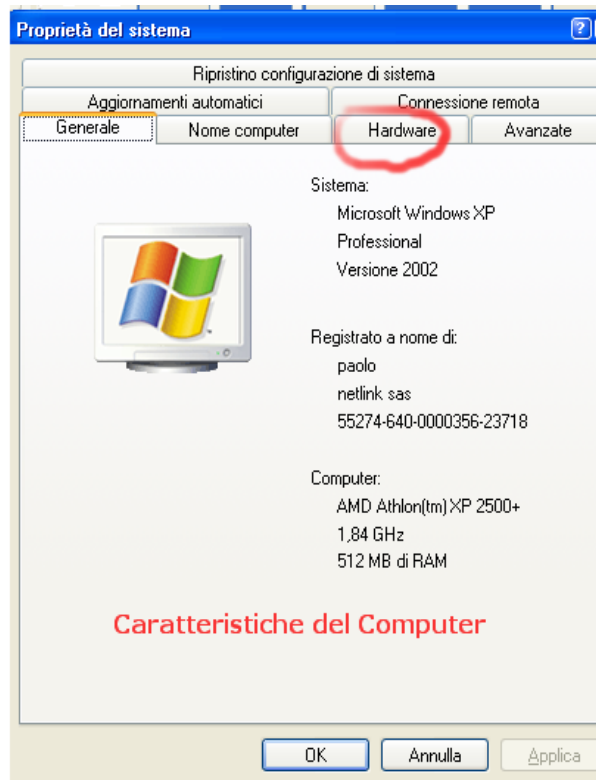 Proprietà del sistema
Ripristino configurazione di sistema
Aggiornamenti automatici Connessione remota
Generale Nome computer Hardware Avanzate
Sistema:
Microsoft Windows XP
Professional
Versione 2002
Registrato a nome di:
paolo
netlink sas
55274-640-0000356-23718
Computer:
AMD Athlon(tm) XP 2500+
1,84 GHz
512 MB di RAM
Caratteristiche del Computer
OK Annulla Applica